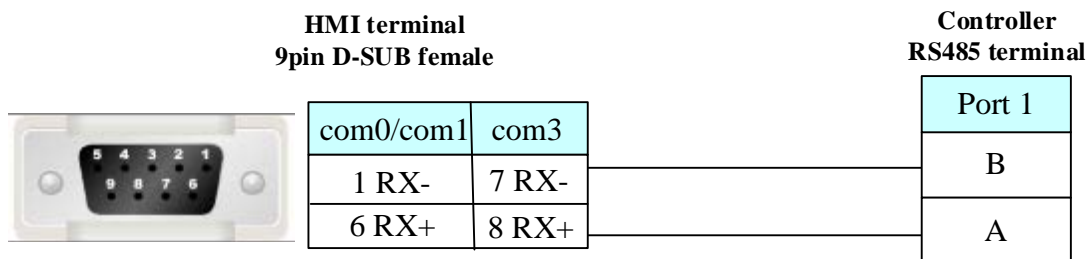 HMI terminal
9pin D-SUB female
Controller
RS485 terminal
5 4 3 2 1
9 8 7 6
com0/com1 com3
1 RX- 7 RX-
6 RX+ 8 RX+
Port 1
B
A